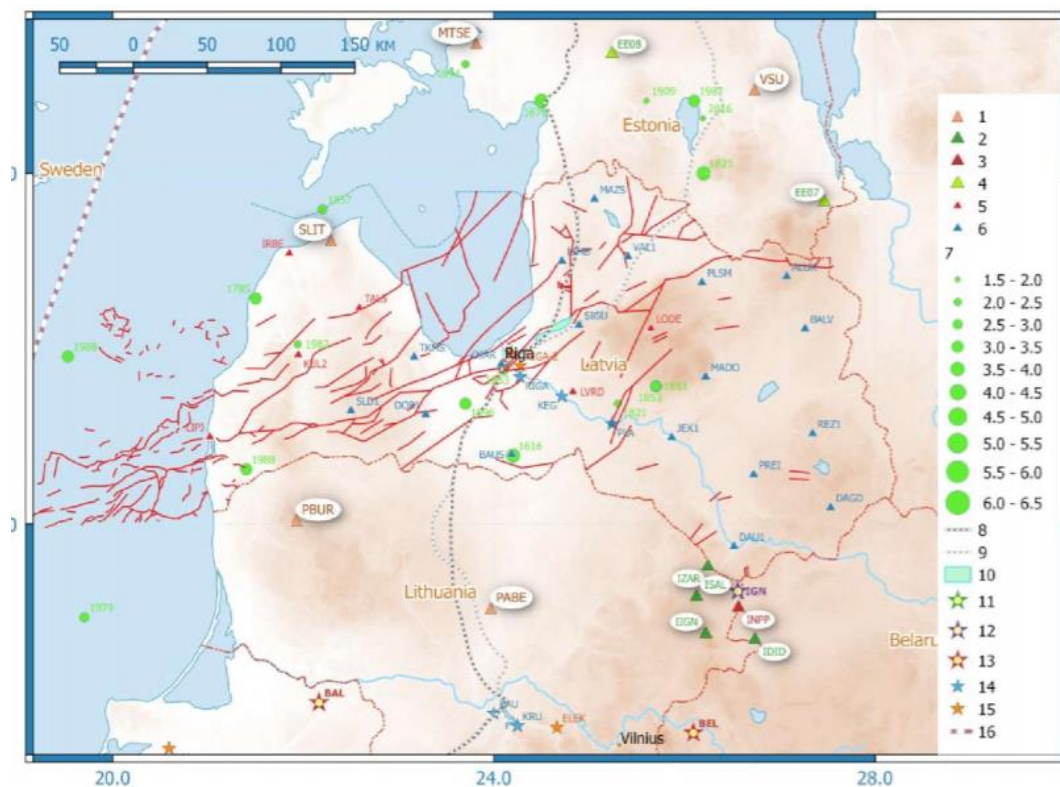 50 0 50 100 150 KM
MTSE
EE08
VSU
1909
1987
Estonia
Sweden
1823
MAZS
EE07
1857
SLIT
IRBE
VAL1
PLSM
1785
TALS
SIGU
LODE
BALV
1988
1982
TKMS
Riga
Latvia
KUL2
MADO
RIGA
LVRD
KEG
1853
SLD1
821
PLA
JEK1
REZ1
BAUS
1616
1988
PREI
DAGD
PBUR
DAU1
IZAR
ISAL
IGN
Lithuania
PABE
INPP
1979
IIGN
IDID
Belaru
BAL
KRU
ELEK
Vilnius
BEL
20.0
24.0
28.0
1
2
3
4
5
6
7
1.5 - 2.0
2.0 - 2.5
2.5 - 3.0
3.0 - 3.5
3.5 - 4.0
4.0 - 4.5
4.5 - 5.0
5.0 - 5.5
5.5 - 6.0
6.0 - 6.5
8
9
10
11
12
13
14
15
16